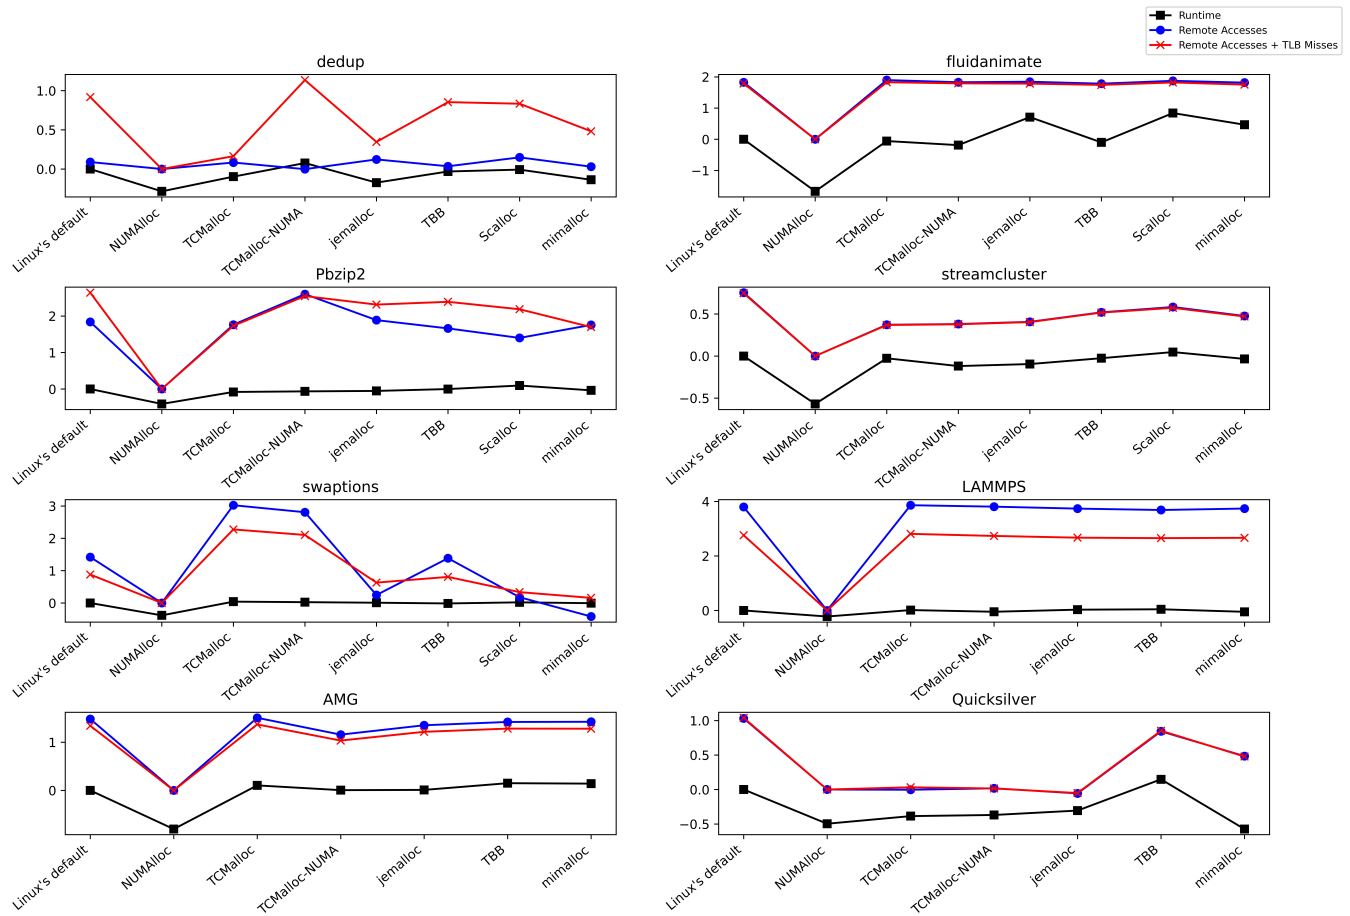 Runtime
Remote Accesses
Remote Accesses + TLB Misses
dedup
1.0
0.5
0.0
Linux's default
NUMAlloc
TCMalloc
TCMalloc-NUMA
jemalloc
TBB
Scalloc
mimalloc
fluidanimate
2
1
0
−1
Linux's default
NUMAlloc
TCMalloc
TCMalloc-NUMA
jemalloc
TBB
Scalloc
mimalloc
Pbzip2
2
1
0
Linux's default
NUMAlloc
TCMalloc
TCMalloc-NUMA
jemalloc
TBB
Scalloc
mimalloc
streamcluster
0.5
0.0
−0.5
Linux's default
NUMAlloc
TCMalloc
TCMalloc-NUMA
jemalloc
TBB
Scalloc
mimalloc
swaptions
3
2
1
0
Linux's default
NUMAlloc
TCMalloc
TCMalloc-NUMA
jemalloc
TBB
Scalloc
mimalloc
LAMMPS
4
2
0
Linux's default
NUMAlloc
TCMalloc
TCMalloc-NUMA
jemalloc
TBB
mimalloc
AMG
1
0
Linux's default
NUMAlloc
TCMalloc
TCMalloc-NUMA
jemalloc
TBB
mimalloc
Quicksilver
1.0
0.5
0.0
−0.5
Linux's default
NUMAlloc
TCMalloc
TCMalloc-NUMA
jemalloc
TBB
mimalloc